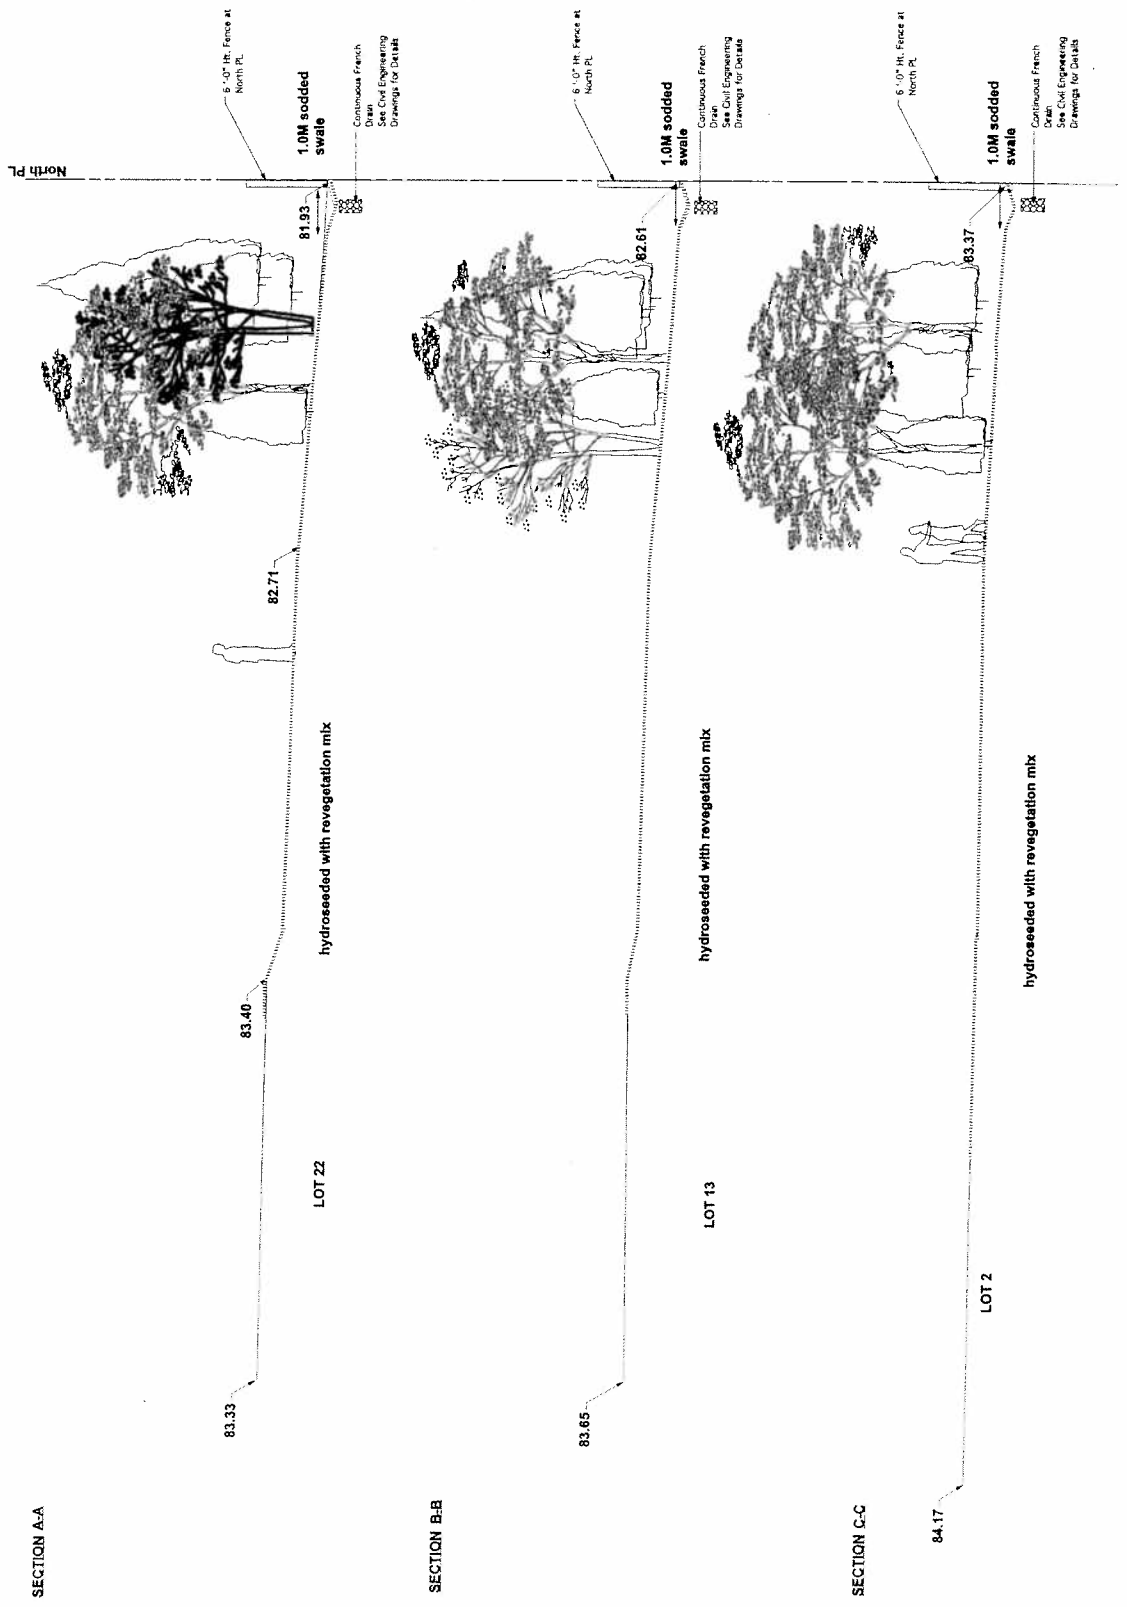 North PL
SECTION A-A
83.33
LOT 22
83.40
hydroseeded with revegetation mix
82.71
81.93
6'-0" Ht. Fence at
North PL
1.0M sodded
swale
Continuous French
Drain
See Civil Engineering
Drawings for Details
SECTION B-B
83.65
LOT 13
hydroseeded with revegetation mix
82.61
6'-0" Ht. Fence at
North PL
1.0M sodded
swale
Continuous French
Drain
See Civil Engineering
Drawings for Details
SECTION C-C
84.17
LOT 2
hydroseeded with revegetation mix
83.37
6'-0" Ht. Fence at
North PL
1.0M sodded
swale
Continuous French
Drain
See Civil Engineering
Drawings for Details